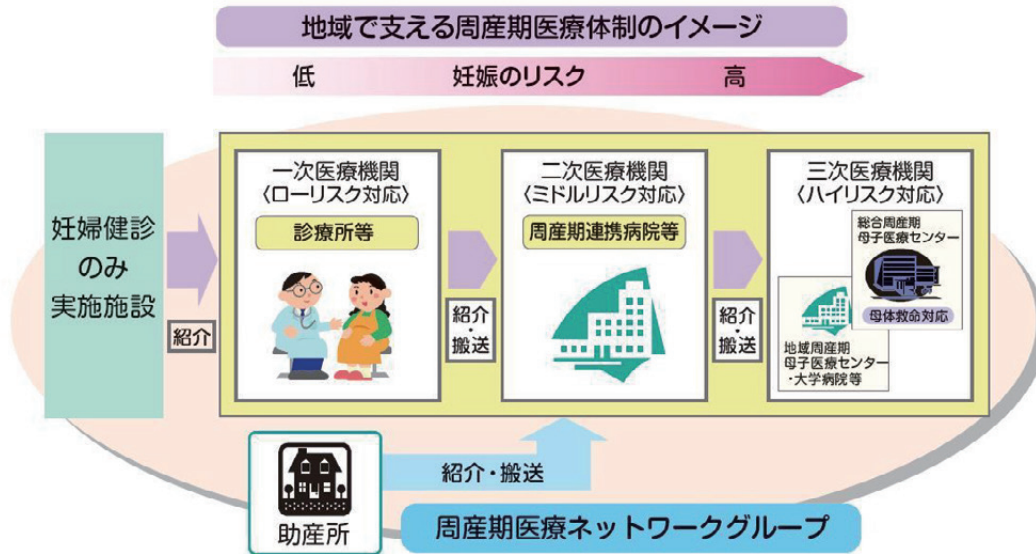 地域で支える周産期医療体制のイメージ
低
妊娠のリスク
高
妊婦健診
のみ
実施施設
紹介
一次医療機関
〈ローリスク対応〉
診療所等
紹介
・
搬送
二次医療機関
〈ミドルリスク対応〉
周産期連携病院等
紹介
・
搬送
三次医療機関
〈ハイリスク対応〉
総合周産期
母子医療センター
母体救命対応
地域周産期
母子医療センター
・大学病院等
助産所
紹介・搬送
周産期医療ネットワークグループ